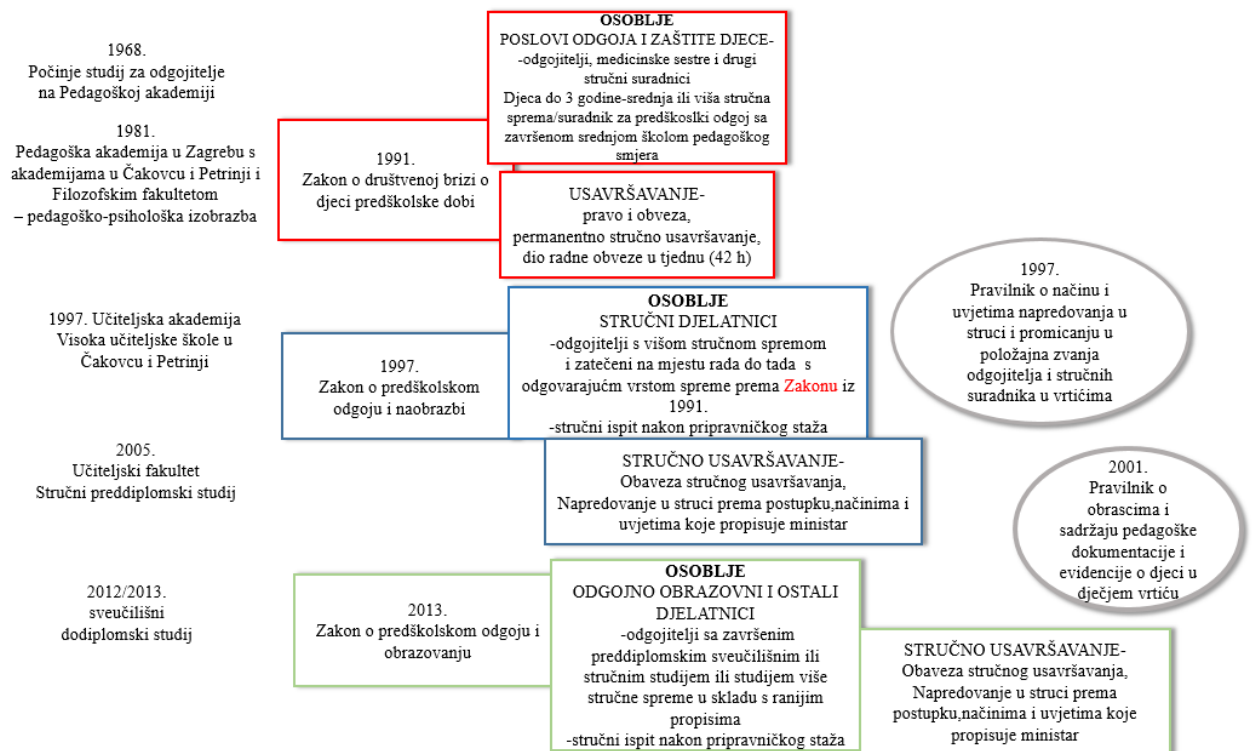 1968.
Počinje studij za odgojitelje
na Pedagoškoj akademiji
1981.
Pedagoška akademija u Zagrebu s
akademijama u Čakovcu i Petrinji i
Filozofskim fakultetom
– pedagoško-psihološka izobrazba
1991.
Zakon o društvenoj brizi o
djeci predškolske dobi
OSOBLJE
POSLOVI ODGOJA I ZAŠTITE DJECE-
-odgojitelji, medicinske sestre i drugi
stručni suradnici
Djeca do 3 godine-srednja ili viša stručna
sprema/suradnik za predškoslki odgoj sa
završenom srednjom školom pedagoškog
smjera
USAVRŠAVANJE-
pravo i obveza,
permanentno stručno usavršavanje,
dio radne obveze u tjednu (42 h)
1997. Učiteljska akademija
Visoka učiteljske škole u
Čakovcu i Petrinji
1997.
Zakon o predškolskom
odgoju i naobrazbi
OSOBLJE
STRUČNI DJELATNICI
-odgojitelji s višom stručnom spremom
i zatečeni na mjestu rada do tada s
odgovarajućm vrstom spreme prema Zakonu iz
1991.
-stručni ispit nakon pripravničkog staža
1997.
Pravilnik o načinu i
uvjetima napredovanja u
struci i promicanju u
položajna zvanja
odgojitelja i stručnih
suradnika u vrtićima
2005.
Učiteljski fakultet
Stručni preddiplomski studij
STRUČNO USAVRŠAVANJE-
Obaveza stručnog usavršavanja,
Napredovanje u struci prema postupku,načinima i
uvjetima koje propisuje ministar
2001.
Pravilnik o
obrascima i
sadržaju pedagoške
dokumentacije i
evidencije o djeci u
dječjem vrtiću
2012/2013.
sveučilišni
dodiplomski studij
2013.
Zakon o predškolskom odgoju i
obrazovanju
OSOBLJE
ODGOJNO OBRAZOVNI I OSTALI
DJELATNICI
-odgojitelji sa završenim
preddiplomskim sveučilišnim ili
stručnim studijem ili studijem više
stručne spreme u skladu s ranijim
propisima
-stručni ispit nakon pripravničkog staža
STRUČNO USAVRŠAVANJE-
Obaveza stručnog usavršavanja,
Napredovanje u struci prema
postupku,načinima i uvjetima koje
propisuje ministar